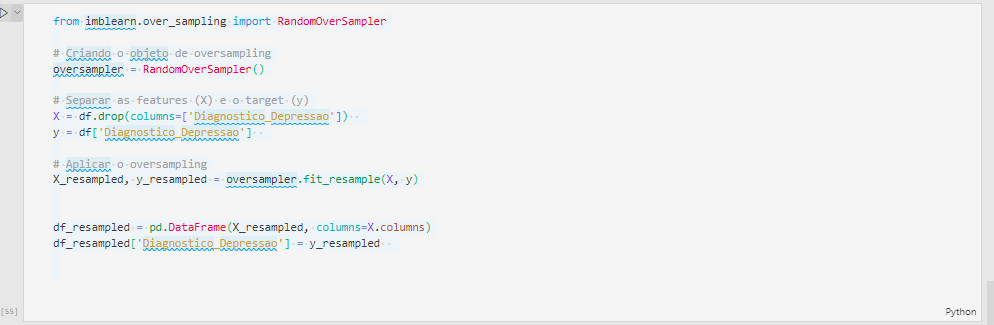 from imblearn.over_sampling import RandomOverSampler
# Criando o objeto de oversampling
oversampler = RandomOverSampler()
# Separar as features (X) e o target (y)
X = df.drop(columns=['Diagnostico_Depressao'])
y = df['Diagnostico_Depressao']
# Aplicar o oversampling
X_resampled, y_resampled = oversampler.fit_resample(X, y)
df_resampled = pd.DataFrame(X_resampled, columns=X.columns)
df_resampled['Diagnostico_Depressao'] = y_resampled
[55]
Python